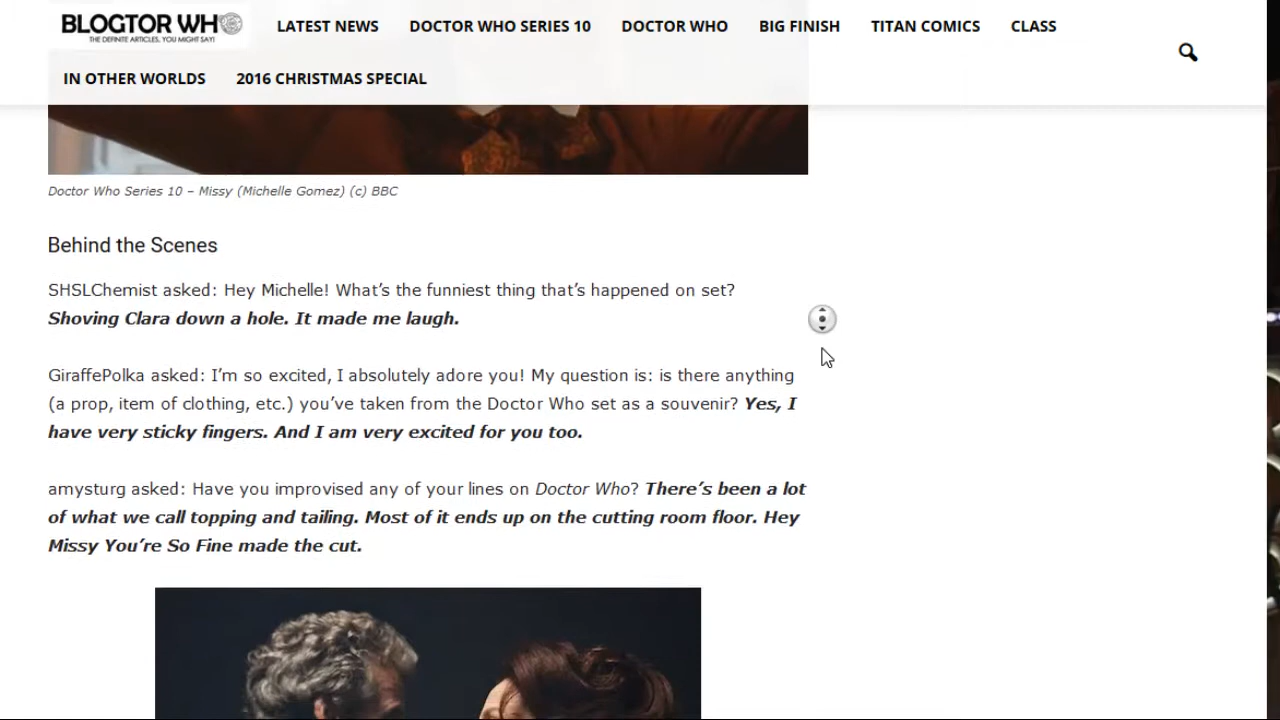 BLOGTOR WHO
THE DEFINITE ARTICLES, YOU MIGHT SAY!
LATEST NEWS DOCTOR WHO SERIES 10 DOCTOR WHO BIG FINISH TITAN COMICS CLASS
IN OTHER WORLDS 2016 CHRISTMAS SPECIAL
Doctor Who Series 10 – Missy (Michelle Gomez) (c) BBC
Behind the Scenes
SHSLChemist asked: Hey Michelle! What’s the funniest thing that’s happened on set?
Shoving Clara down a hole. It made me laugh.
GiraffePolka asked: I’m so excited, I absolutely adore you! My question is: is there anything
(a prop, item of clothing, etc.) you’ve taken from the Doctor Who set as a souvenir? Yes, I
have very sticky fingers. And I am very excited for you too.
amysturg asked: Have you improvised any of your lines on Doctor Who? There’s been a lot
of what we call topping and tailing. Most of it ends up on the cutting room floor. Hey
Missy You’re So Fine made the cut.